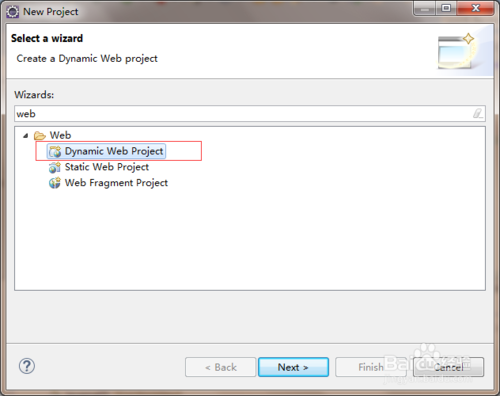 New Project
Select a wizard
Create a Dynamic Web project
Wizards:
web
Web
Dynamic Web Project
Static Web Project
Web Fragment Project
?
< Back
Next >
Finish
Cancel